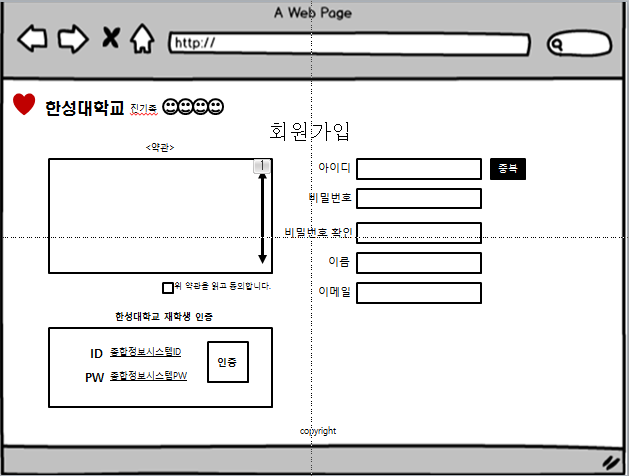 A Web Page
http://
한성대학교 진기족
회원가입
<약관>
아이디
중복
비밀번호
비밀번호 확인
이름
이메일
위 약관을 읽고 동의합니다.
한성대학교 재학생 인증
ID 종합정보시스템ID
PW 종합정보시스템PW
인증
copyright